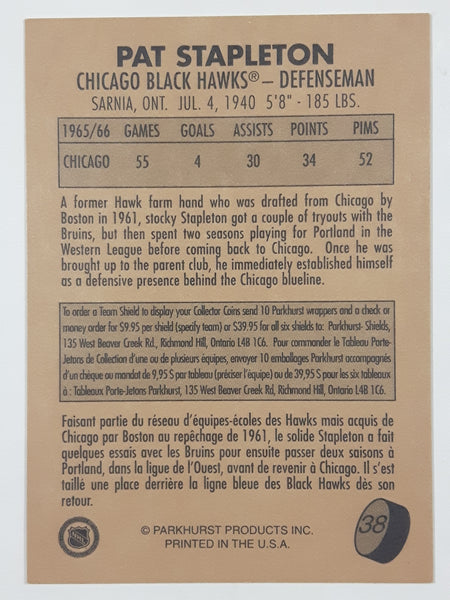 PAT STAPLETON
CHICAGO BLACK HAWKS® – DEFENSEMAN
SARNIA, ONT. JUL. 4, 1940 5'8" - 185 LBS.
1965/66 GAMES GOALS ASSISTS POINTS PIMS
CHICAGO 55 4 30 34 52
A former Hawk farm hand who was drafted from Chicago by
Boston in 1961, stocky Stapleton got a couple of tryouts with the
Bruins, but then spent two seasons playing for Portland in the
Western League before coming back to Chicago. Once he was
brought up to the parent club, he immediately established himself
as a defensive presence behind the Chicago blueline.
To order a Team Shield to display your Collector Coins send 10 Parkhurst wrappers and a check or
money order for $9.95 per shield (specify team) or $39.95 for all six shields to: Parkhurst- Shields,
135 West Beaver Creek Rd., Richmond Hill, Ontario L4B 1C6. Pour commander le Tableau Porte-
Jetons de Collection d'une ou de plusieurs équipes, envoyer 10 emballages Parkhurst accompagnés
d'un chèque ou mandat de 9,95 $ par tableau (préciser l'équipe) ou de 39,95 $ pour les six tableaux
à : Tableaux Porte-Jetons Parkhurst, 135 West Beaver Creek Rd, Richmond Hill, Ontario L4B 1C6.
Faisant partie du réseau d'équipes-écoles des Hawks mais acquis de
Chicago par Boston au repêchage de 1961, le solide Stapleton a fait
quelques essais avec les Bruins pour ensuite passer deux saisons à
Portland, dans la ligue de l'Ouest, avant de revenir à Chicago. Il s'est
taillé une place derrière la ligne bleue des Black Hawks dès son
retour.
NHL
© PARKHURST PRODUCTS INC.
PRINTED IN THE U.S.A.
38